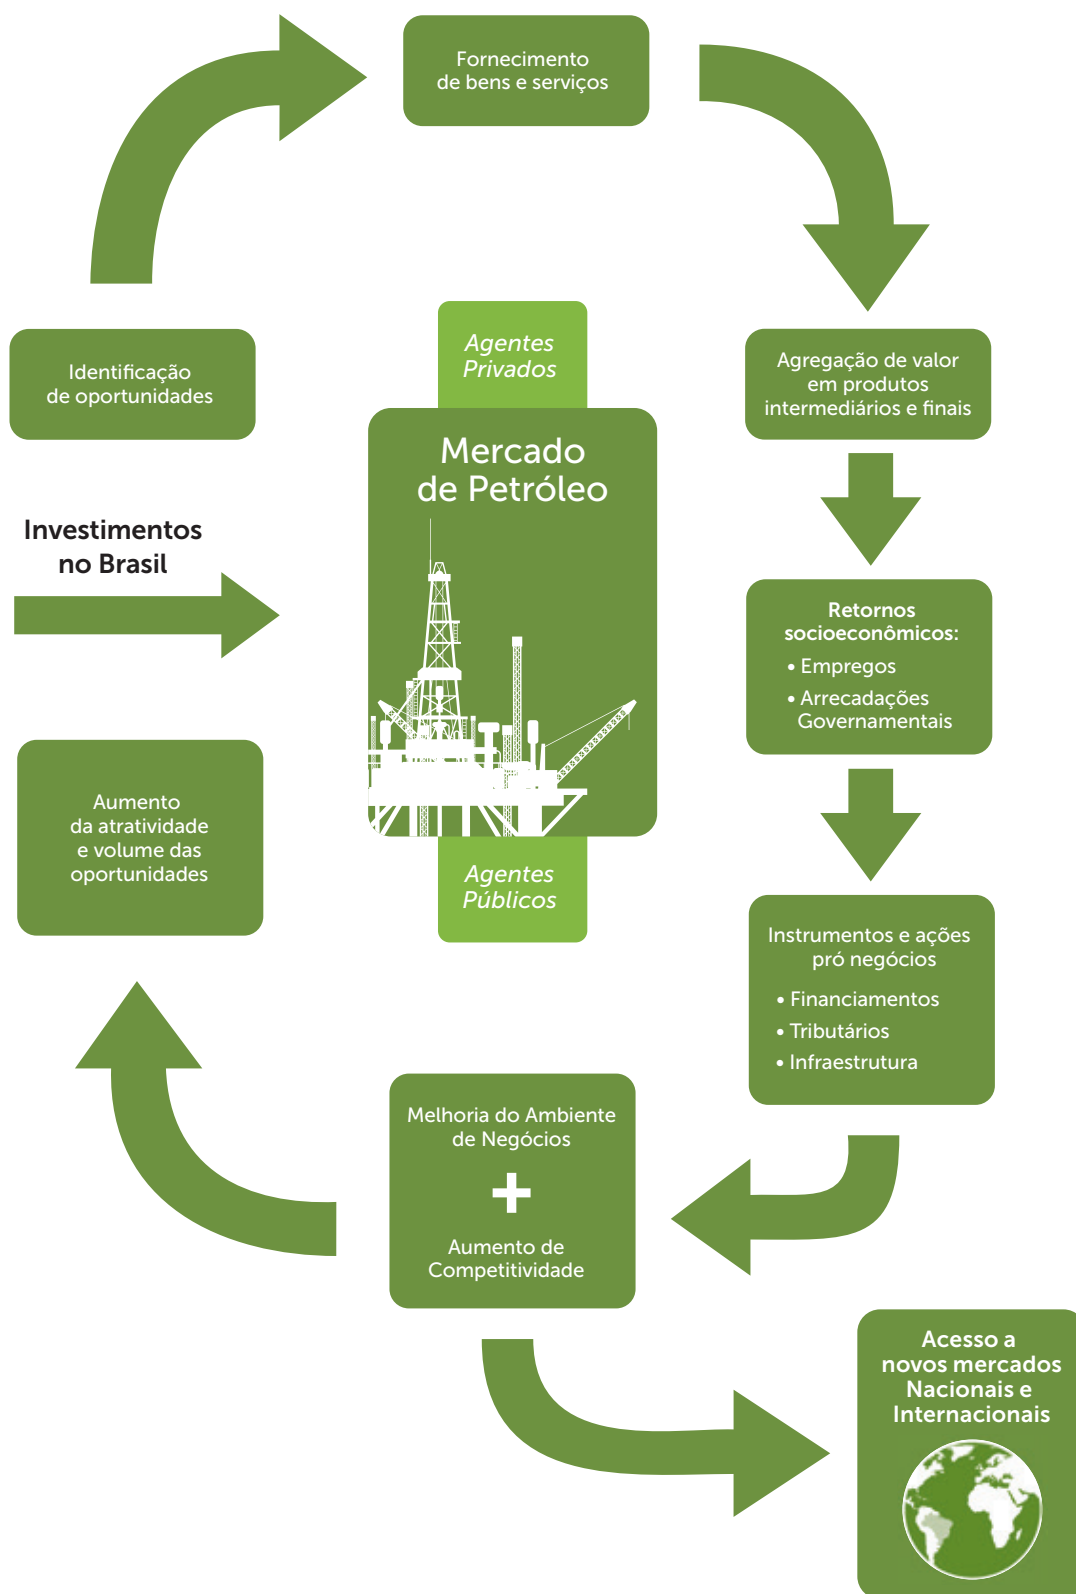 Fornecimento
de bens e serviços
Identificação
de oportunidades
Agentes
Privados
Agregação de valor
em produtos
intermediários e finais
Mercado
de Petróleo
Investimentos
no Brasil
Retornos
socioeconômicos:
• Empregos
• Arrecadações
Governamentais
Aumento
da atratividade
e volume das
oportunidades
Agentes
Públicos
Instrumentos e ações
pró negócios
• Financiamentos
• Tributários
• Infraestrutura
Melhoria do Ambiente
de Negócios
+
Aumento de
Competitividade
Acesso a
novos mercados
Nacionais e
Internacionais